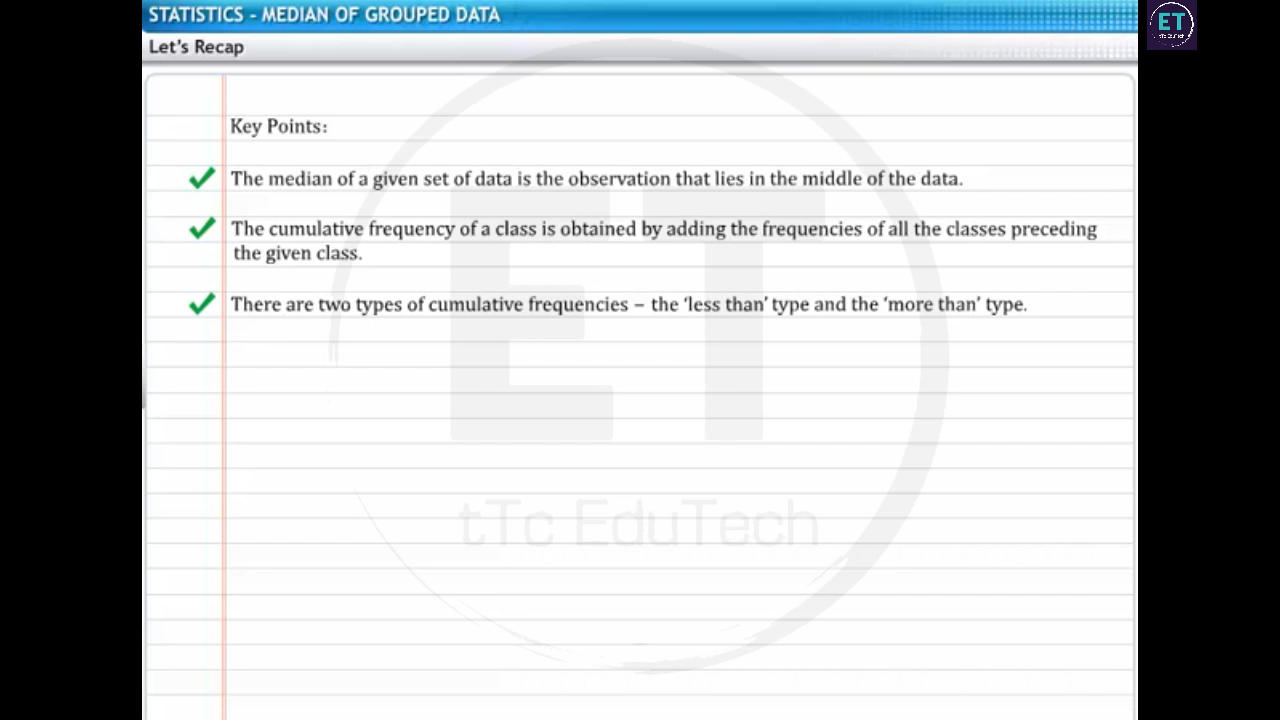 STATISTICS - MEDIAN OF GROUPED DATA
ET
Let's Recap
Key Points:
The median of a given set of data is the observation that lies in the middle of the data.
The cumulative frequency of a class is obtained by adding the frequencies of all the classes preceding
the given class.
There are two types of cumulative frequencies – the ‘less than’ type and the ‘more than’ type.
ET
tTc EduTech